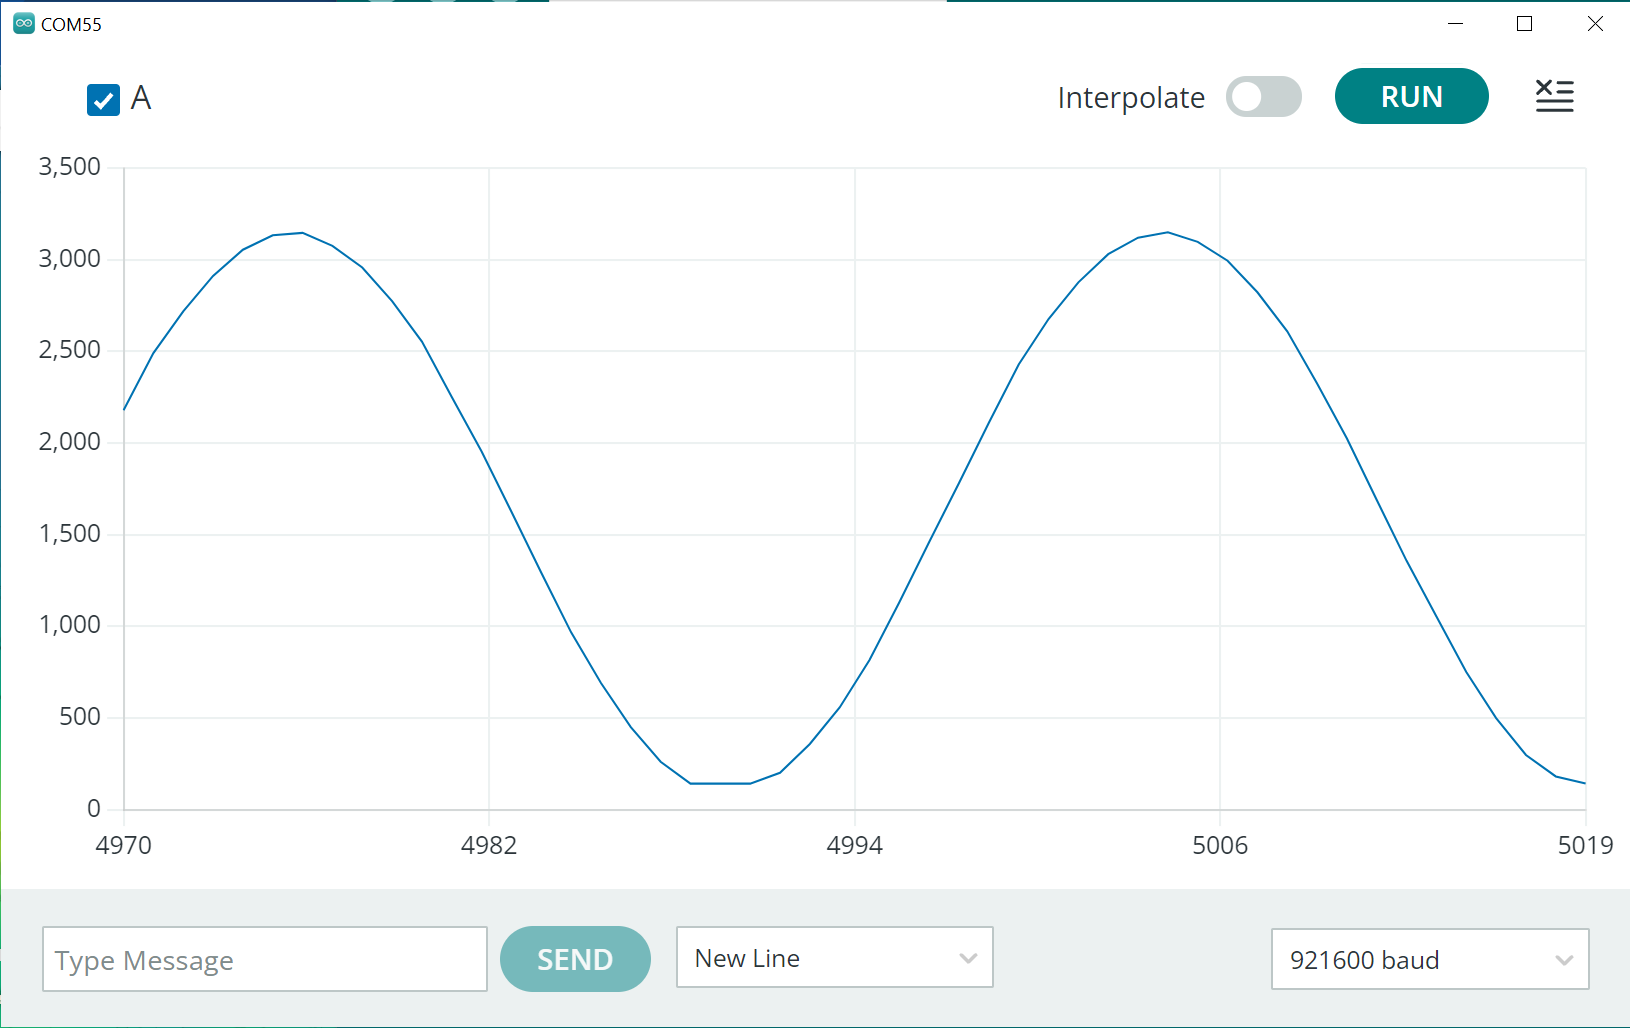 COM55
A
Interpolate
RUN
3,500
3,000
2,500
2,000
1,500
1,000
500
0
4970 4982 4994 5006 5019
Type Message
SEND
New Line
921600 baud